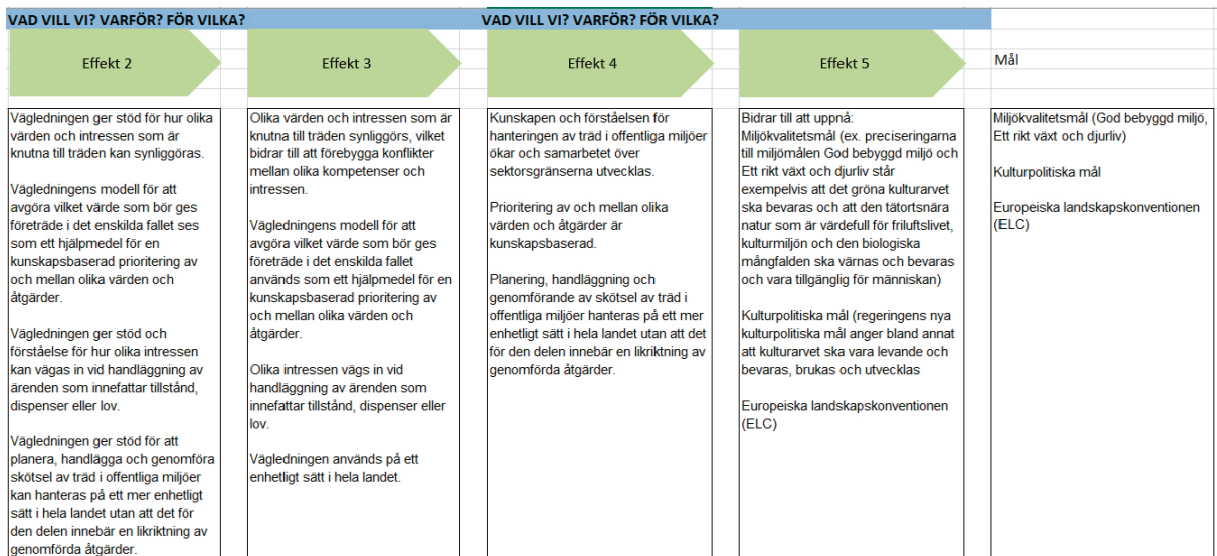 VAD VILL VI? VARFÖR? FÖR VILKA?
VAD VILL VI? VARFÖR? FÖR VILKA?
Effekt 2
Effekt 3
Effekt 4
Effekt 5
Mål
Vägledningen ger stöd för hur olika
värden och intressen som är
knutna till träden kan synliggöras.
Vägledningens modell för att
avgöra vilket värde som bör ges
företräde i det enskilda fallet ses
som ett hjälpmedel för en
kunskapsbaserad prioritering av
och mellan olika värden och
åtgärder.
Vägledningen ger stöd och
förståelse för hur olika intressen
kan vägas in vid handläggning av
ärenden som innefattar tillstånd,
dispenser eller lov.
Vägledningen ger stöd för att
planera, handlägga och genomföra
skötsel av träd i offentliga miljöer
kan hanteras på ett mer enhetligt
sätt i hela landet utan att det för
den delen innebär en likriktning av
genomförda åtgärder.
Olika värden och intressen som är
knutna till träden synliggörs, vilket
bidrar till att förebygga konflikter
mellan olika kompetenser och
intressen.
Vägledningens modell för att
avgöra vilket värde som bör ges
företräde i det enskilda fallet
används som ett hjälpmedel för en
kunskapsbaserad prioritering av
och mellan olika värden och
åtgärder.
Olika intressen vägs in vid
handläggning av ärenden som
innefattar tillstånd, dispenser eller
lov.
Vägledningen används på ett
enhetligt sätt i hela landet.
Kunskapen och förståelsen för
hanteringen av träd i offentliga miljöer
ökar och samarbetet över
sektorsgränserna utvecklas.
Prioritering av och mellan olika
värden och åtgärder är
kunskapsbaserad.
Planering, handläggning och
genomförande av skötsel av träd i
offentliga miljöer hanteras på ett mer
enhetligt sätt i hela landet utan att det
för den delen innebär en likriktning av
genomförda åtgärder.
Bidrar till att uppnå:
Miljökvalitetsmål (ex. preciseringarna
till miljömålen God bebyggd miljö och
Ett rikt växt och djurliv står
exempelvis att det gröna kulturarvet
ska bevaras och att den tätortsnära
natur som är värdefull för friluftslivet,
kulturmiljön och den biologiska
mångfalden ska värnas och bevaras
och vara tillgänglig för människan)
Kulturpolitiska mål (regeringens nya
kulturpolitiska mål anger bland annat
att kulturarvet ska vara levande och
bevaras, brukas och utvecklas
Europeiska landskapskonventionen
(ELC)
Miljökvalitetsmål (God bebyggd miljö,
Ett rikt växt och djurliv)
Kulturpolitiska mål
Europeiska landskapskonventionen
(ELC)